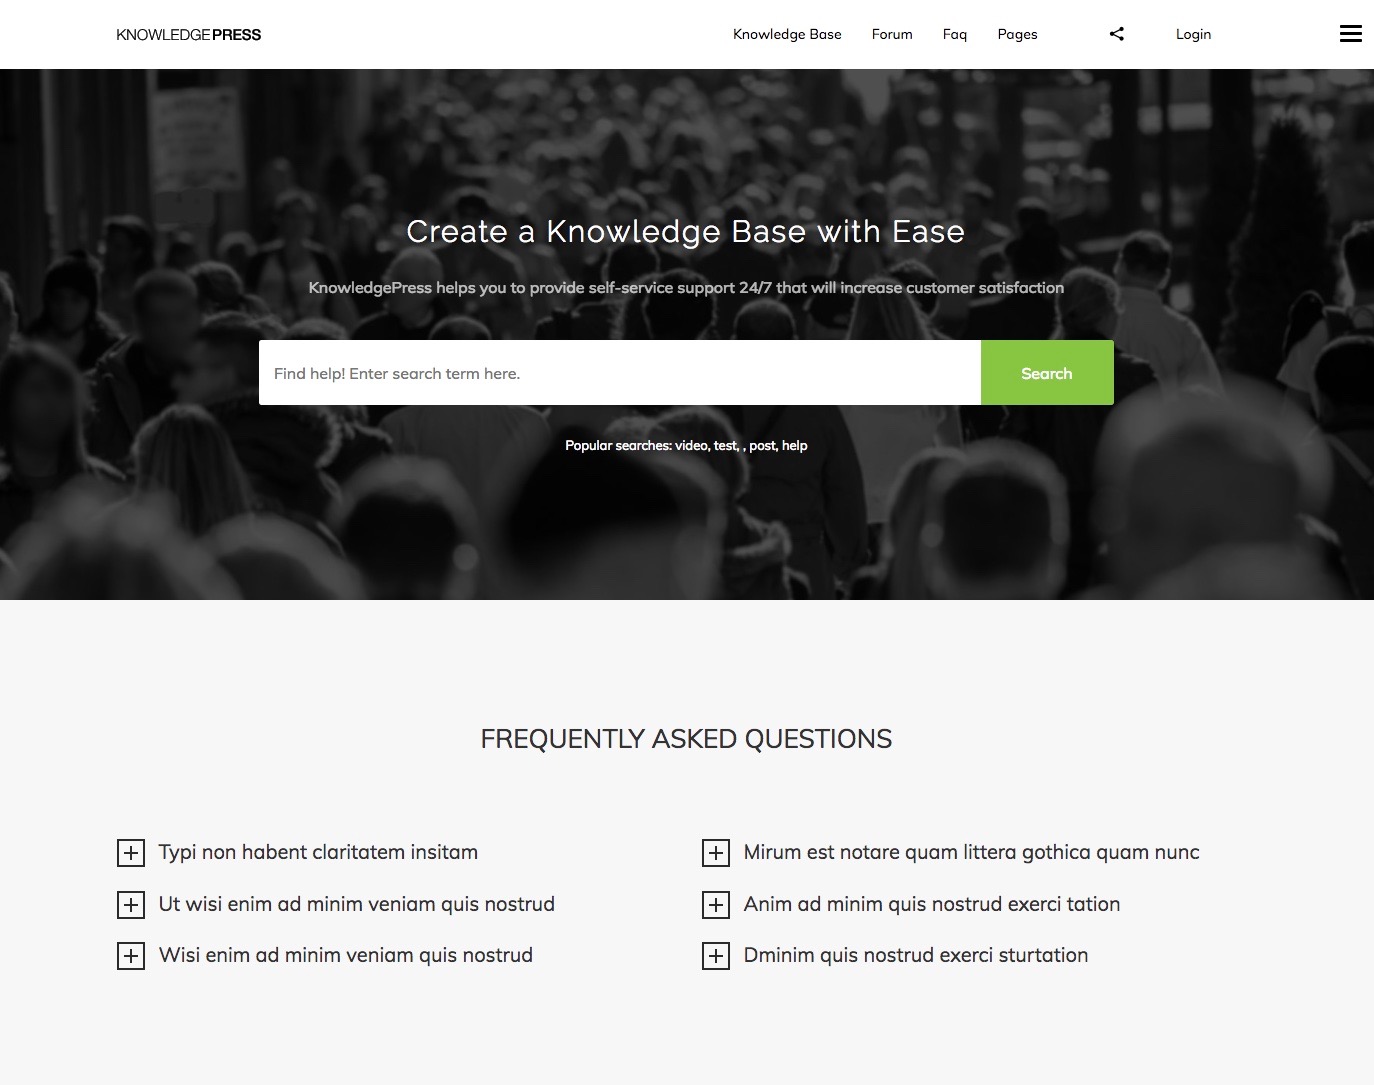 KNOWLEDGEPRESS
Knowledge Base Forum Faq Pages Login
Create a Knowledge Base with Ease
KnowledgePress helps you to provide self-service support 24/7 that will increase customer satisfaction
Find help! Enter search term here. Search
Popular searches: video, test, , post, help
FREQUENTLY ASKED QUESTIONS
Typi non habent claritatem insitam
Ut wisi enim ad minim veniam quis nostrud
Wisi enim ad minim veniam quis nostrud
Mirum est notare quam littera gothica quam nunc
Anim ad minim quis nostrud exerci tation
Dminim quis nostrud exerci sturtation